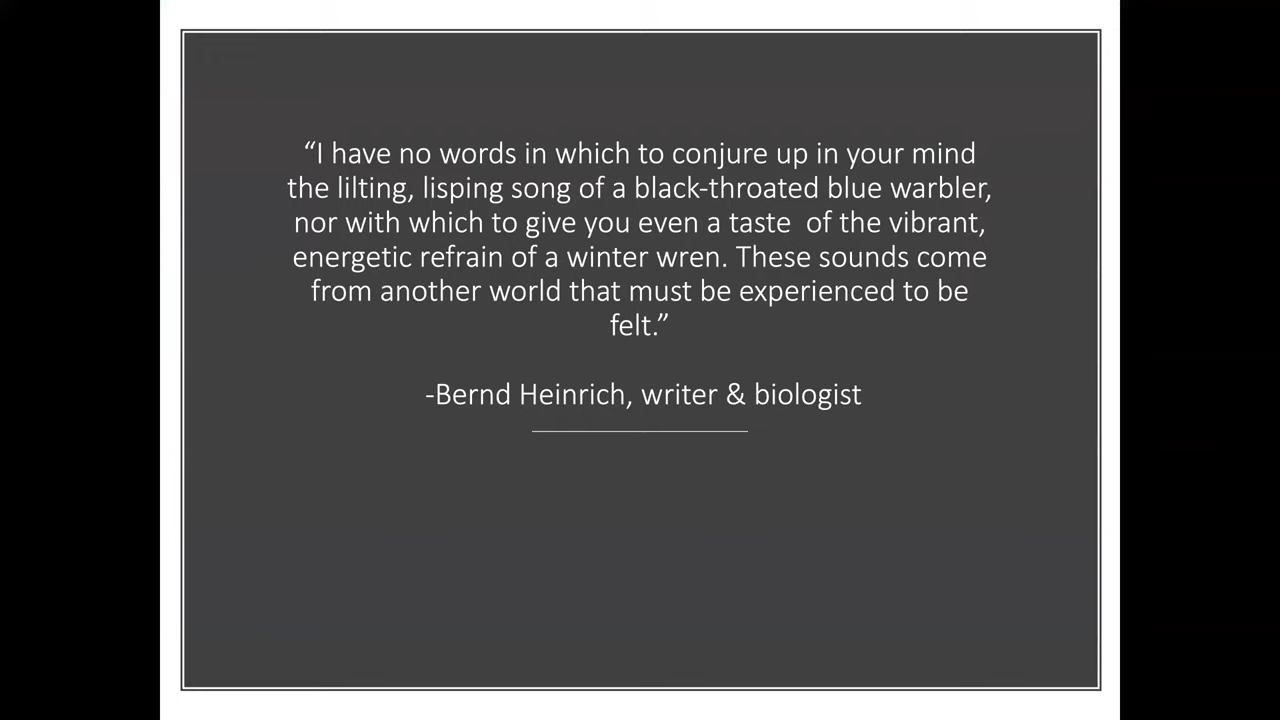 “I have no words in which to conjure up in your mind
the lilting, lisping song of a black-throated blue warbler,
nor with which to give you even a taste  of the vibrant,
energetic refrain of a winter wren. These sounds come
from another world that must be experienced to be
felt.”
-Bernd Heinrich, writer & biologist